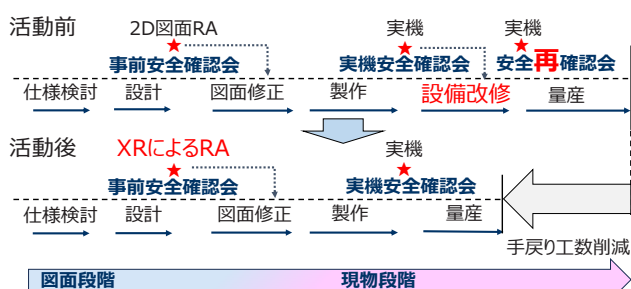 活動前
2D図面RA
実機
実機
事前安全確認会
実機安全確認会
安全再確認会
仕様検討
設計
図面修正
製作
設備改修
量産
活動後
XRによるRA
実機
事前安全確認会
実機安全確認会
仕様検討
設計
図面修正
製作
量産
手戻り工数削減
図面段階
現物段階